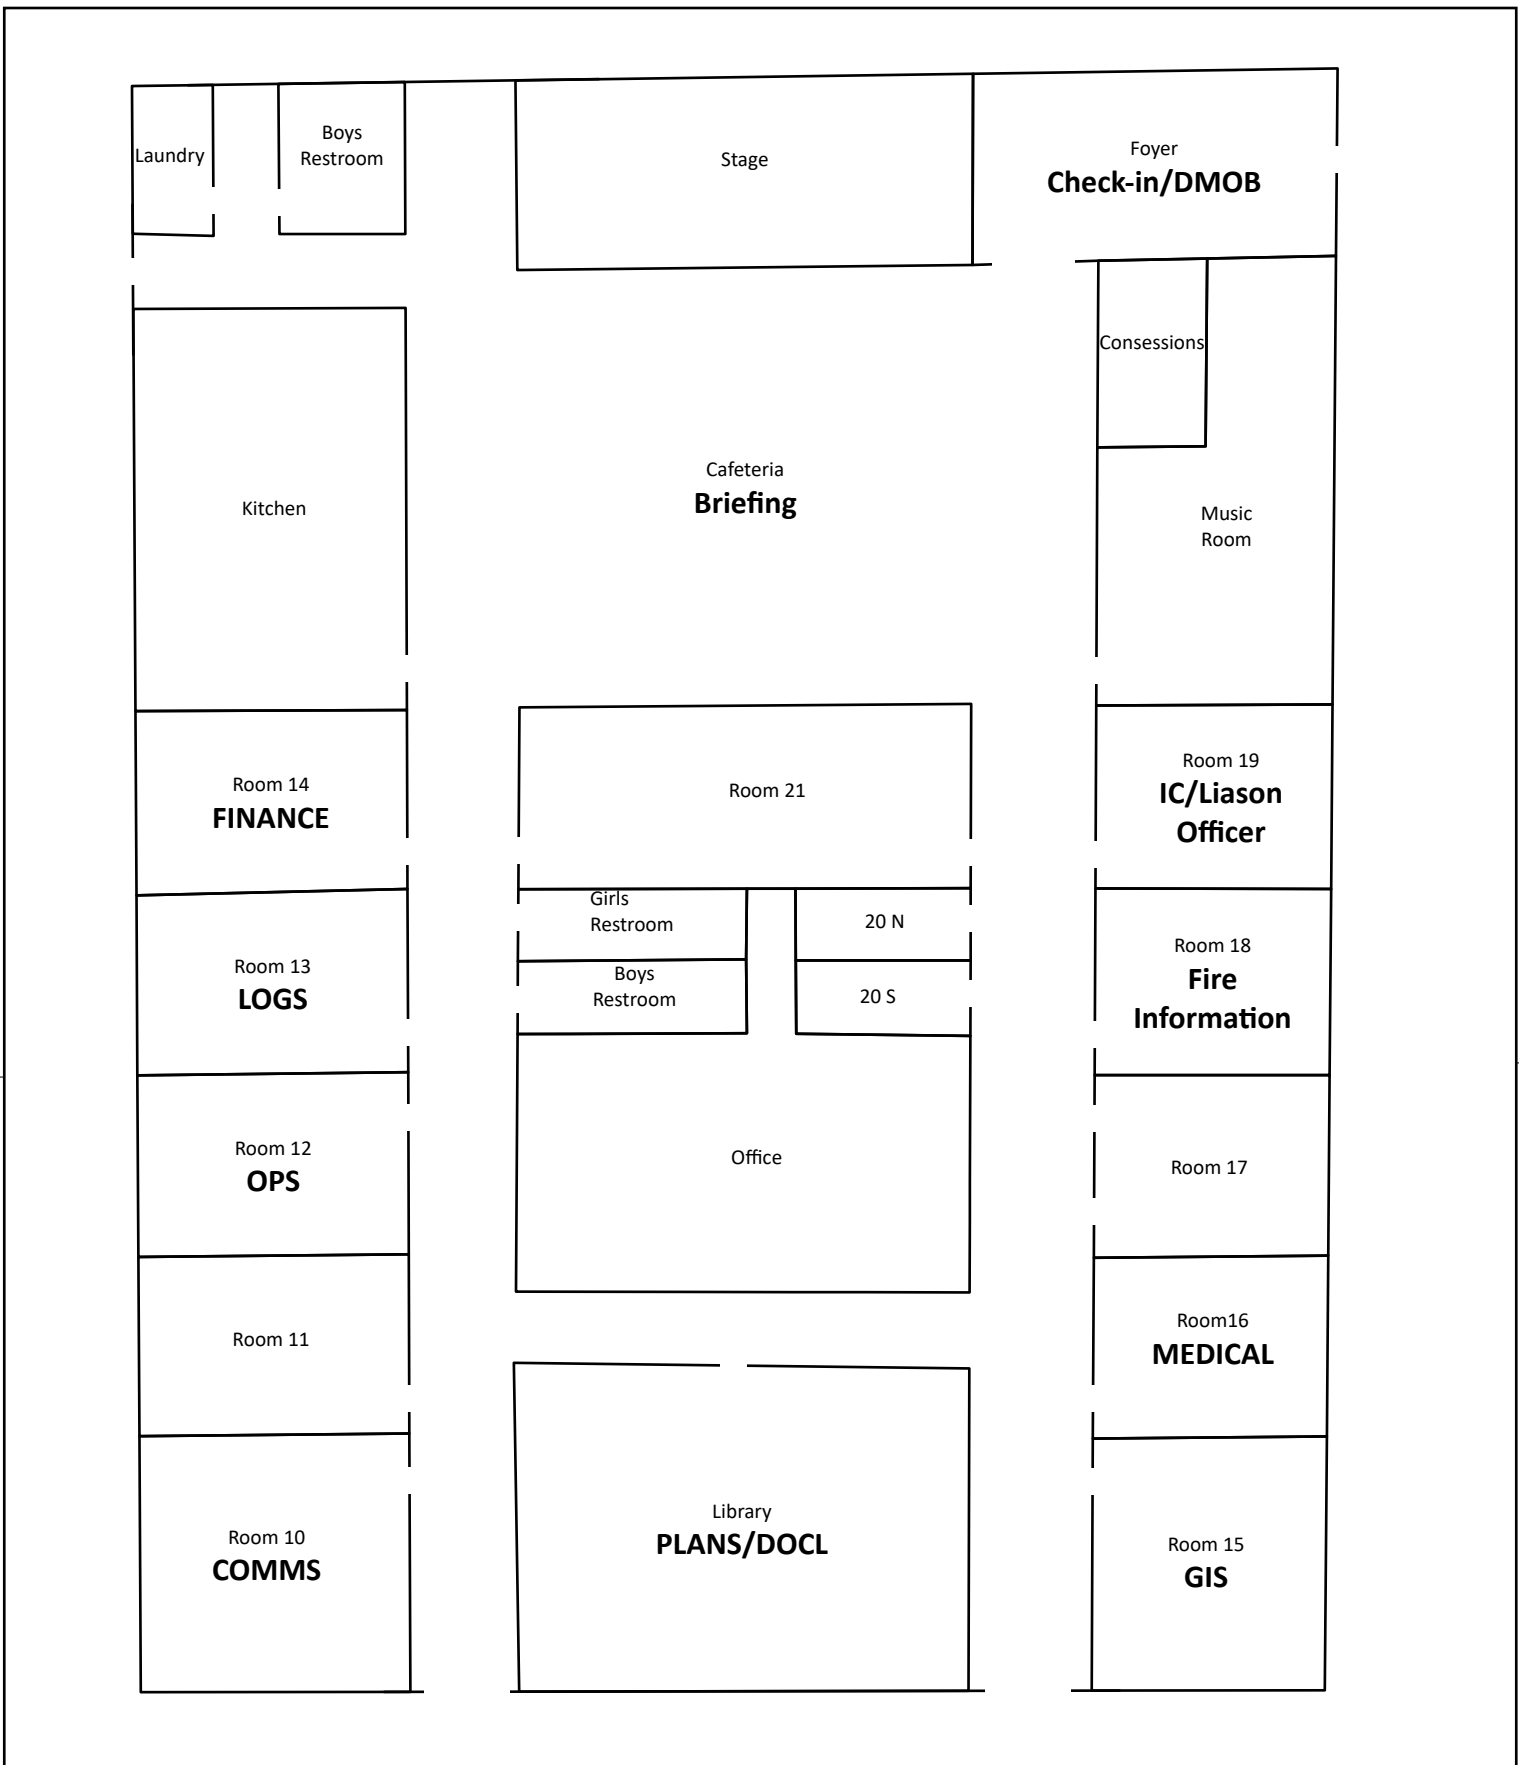 Laundry
Boys
Restroom
Stage
Foyer
Check-in/DMOB
Consessions
Kitchen
Cafeteria
Briefing
Music
Room
Room 14
FINANCE
Room 21
Room 19
IC/Liason
Officer
Girls
Restroom
20 N
Room 13
LOGS
Boys
Restroom
20 S
Room 18
Fire
Information
Room 12
OPS
Office
Room 17
Room 11
Room16
MEDICAL
Room 10
COMMS
Library
PLANS/DOCL
Room 15
GIS